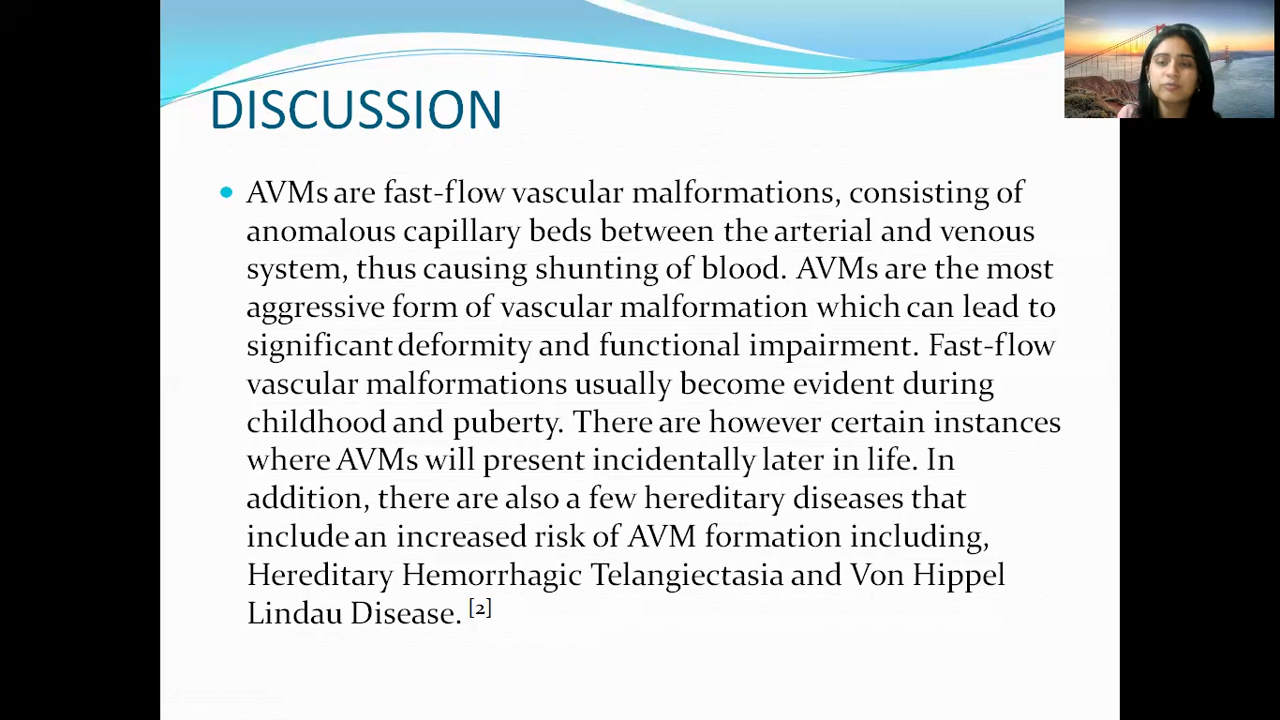 DISCUSSION
AVMs are fast-flow vascular malformations, consisting of
anomalous capillary beds between the arterial and venous
system, thus causing shunting of blood. AVMs are the most
aggressive form of vascular malformation which can lead to
significant deformity and functional impairment. Fast-flow
vascular malformations usually become evident during
childhood and puberty. There are however certain instances
where AVMs will present incidentally later in life. In
addition, there are also a few hereditary diseases that
include an increased risk of AVM formation including,
Hereditary Hemorrhagic Telangiectasia and Von Hippel
Lindau Disease. [2]